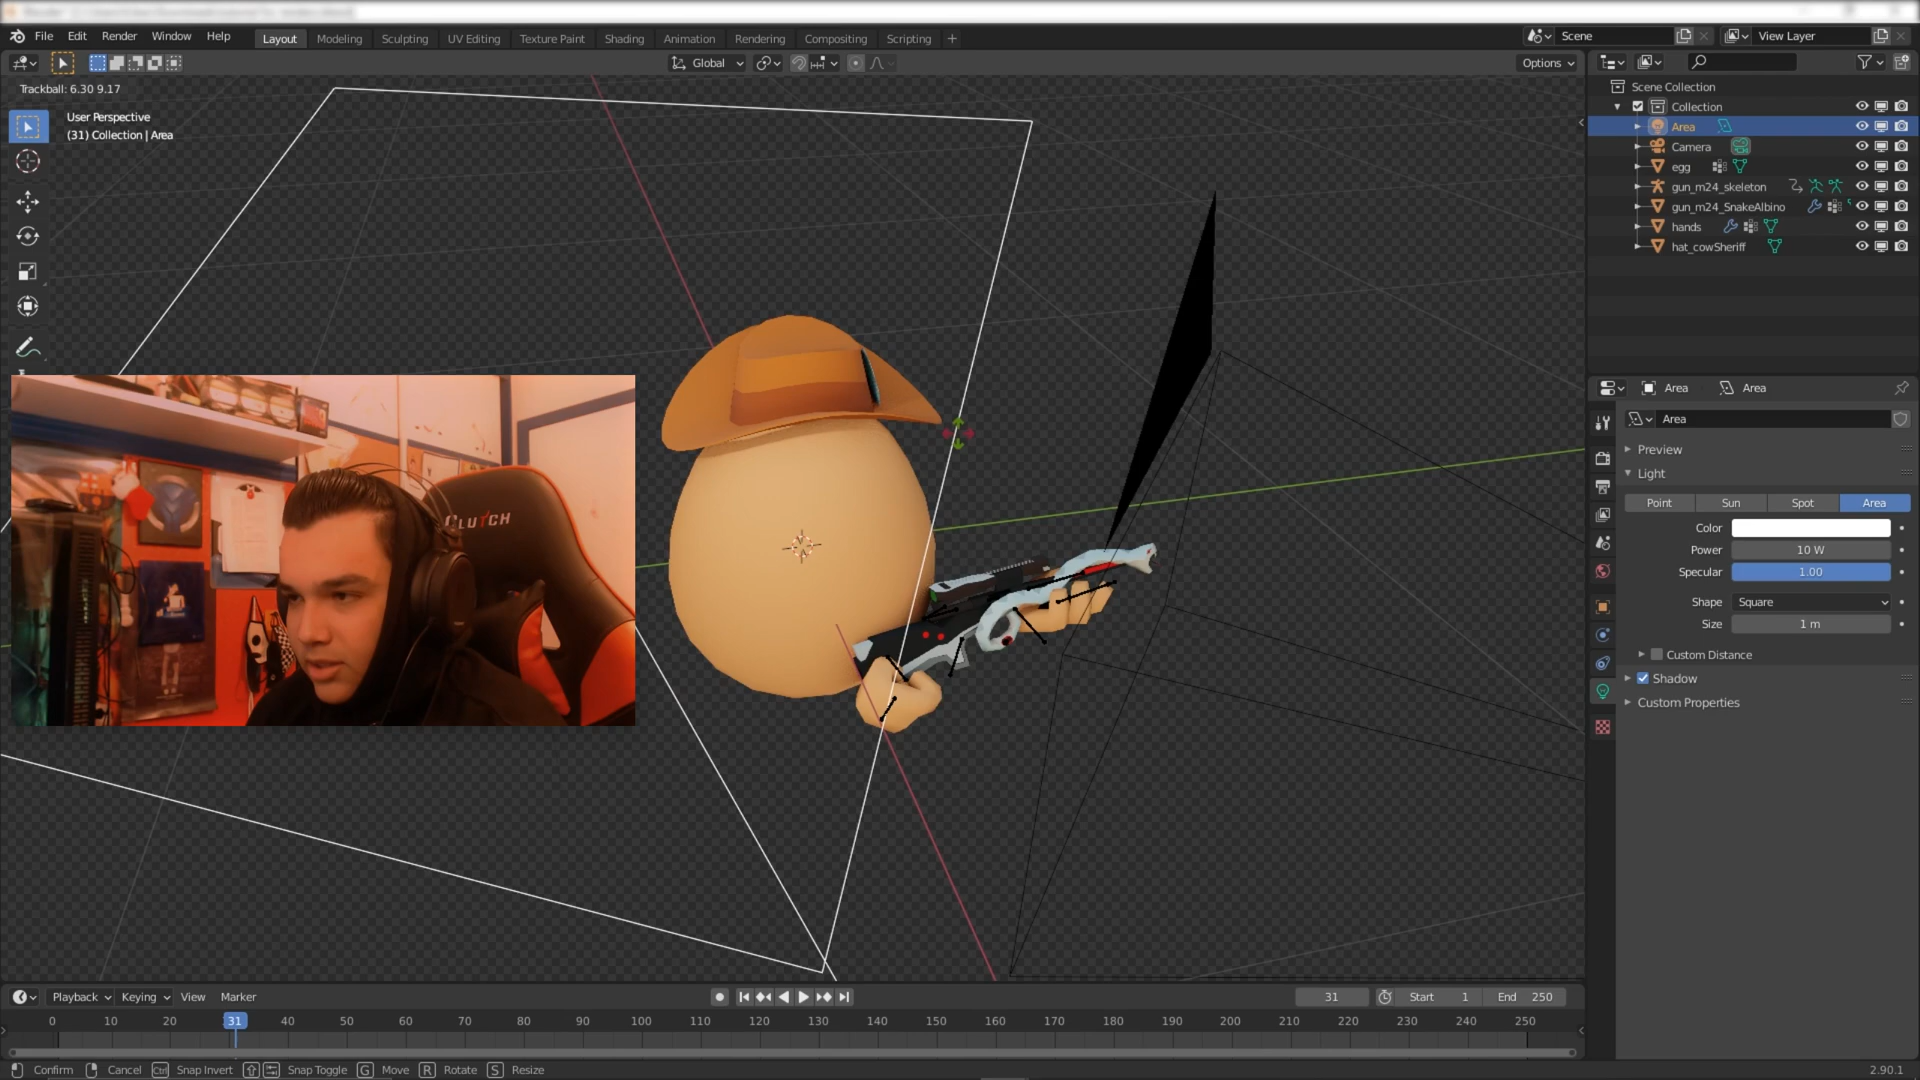 File Edit Render Window Help Layout Modeling Sculpting UV Editing Texture Paint Shading Animation Rendering Compositing Scripting + Scene View Layer
Global Options
Trackball: 6.30 9.17
User Perspective
(31) Collection | Area
Scene Collection
Collection
Area
Camera
egg
gun_m24_skeleton
gun_m24_SnakeAlbino
hands
hat_cowSheriff
Area Area
Area
Preview
Light
Point Sun Spot Area
Color
Power 10 W
Specular 1.00
Shape Square
Size 1 m
Custom Distance
Shadow
Custom Properties
CLUTCH
Playback Keying View Marker 31 Start 1 End 250
0 10 20 31 40 50 60 70 80 90 100 110 120 130 140 150 160 170 180 190 200 210 220 230 240 250
Confirm Cancel Ctrl Snap Invert Snap Toggle G Move R Rotate S Resize 2.90.1